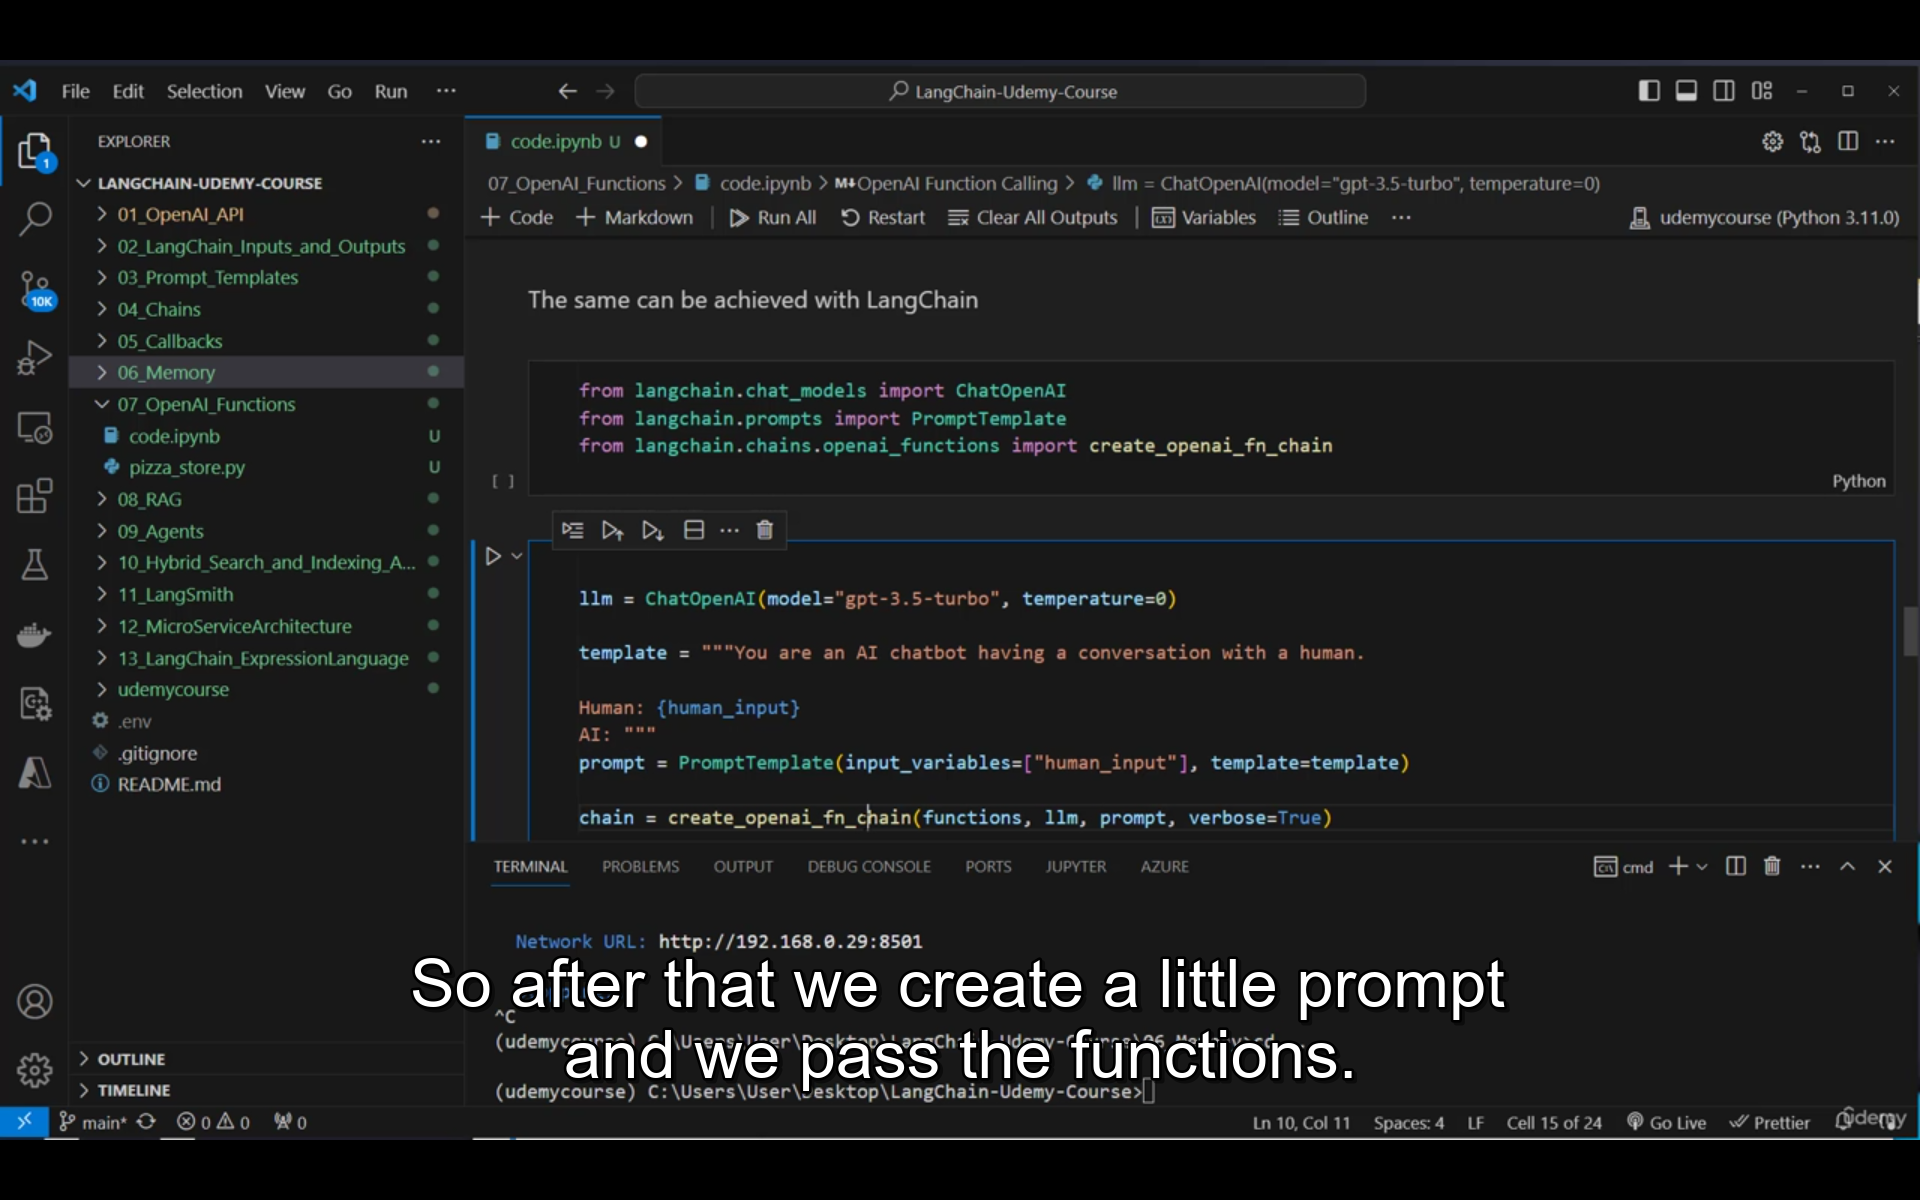 File Edit Selection View Go Run ··· LangChain-Udemy-Course
EXPLORER ···
LANGCHAIN-UDEMY-COURSE
01_OpenAI_API
02_LangChain_Inputs_and_Outputs
03_Prompt_Templates
04_Chains
05_Callbacks
06_Memory
07_OpenAI_Functions
code.ipynb U
pizza_store.py U
08_RAG
09_Agents
10_Hybrid_Search_and_Indexing_A...
11_LangSmith
12_MicroServiceArchitecture
13_LangChain_ExpressionLanguage
udemycourse
.env
.gitignore
README.md
OUTLINE
TIMELINE
1
10K
code.ipynb U
07_OpenAI_Functions > code.ipynb > M↓OpenAI Function Calling > llm = ChatOpenAI(model="gpt-3.5-turbo", temperature=0)
+ Code + Markdown | Run All Restart Clear All Outputs | Variables Outline ··· udemycourse (Python 3.11.0)
The same can be achieved with LangChain
from langchain.chat_models import ChatOpenAI
from langchain.prompts import PromptTemplate
from langchain.chains.openai_functions import create_openai_fn_chain
[ ] Python
llm = ChatOpenAI(model="gpt-3.5-turbo", temperature=0)
template = """You are an AI chatbot having a conversation with a human.
Human: {human_input}
AI: """
prompt = PromptTemplate(input_variables=["human_input"], template=template)
chain = create_openai_fn_chain(functions, llm, prompt, verbose=True)
TERMINAL PROBLEMS OUTPUT DEBUG CONSOLE PORTS JUPYTER AZURE cmd
Network URL: http://192.168.0.29:8501
So after that we create a little prompt
^C
and we pass the functions.
(udemycourse) C:\Users\User\Desktop\LangChain-Udemy-Course>
main* 0 0 0 Ln 10, Col 11 Spaces: 4 LF Cell 15 of 24 Go Live Prettier
udemy